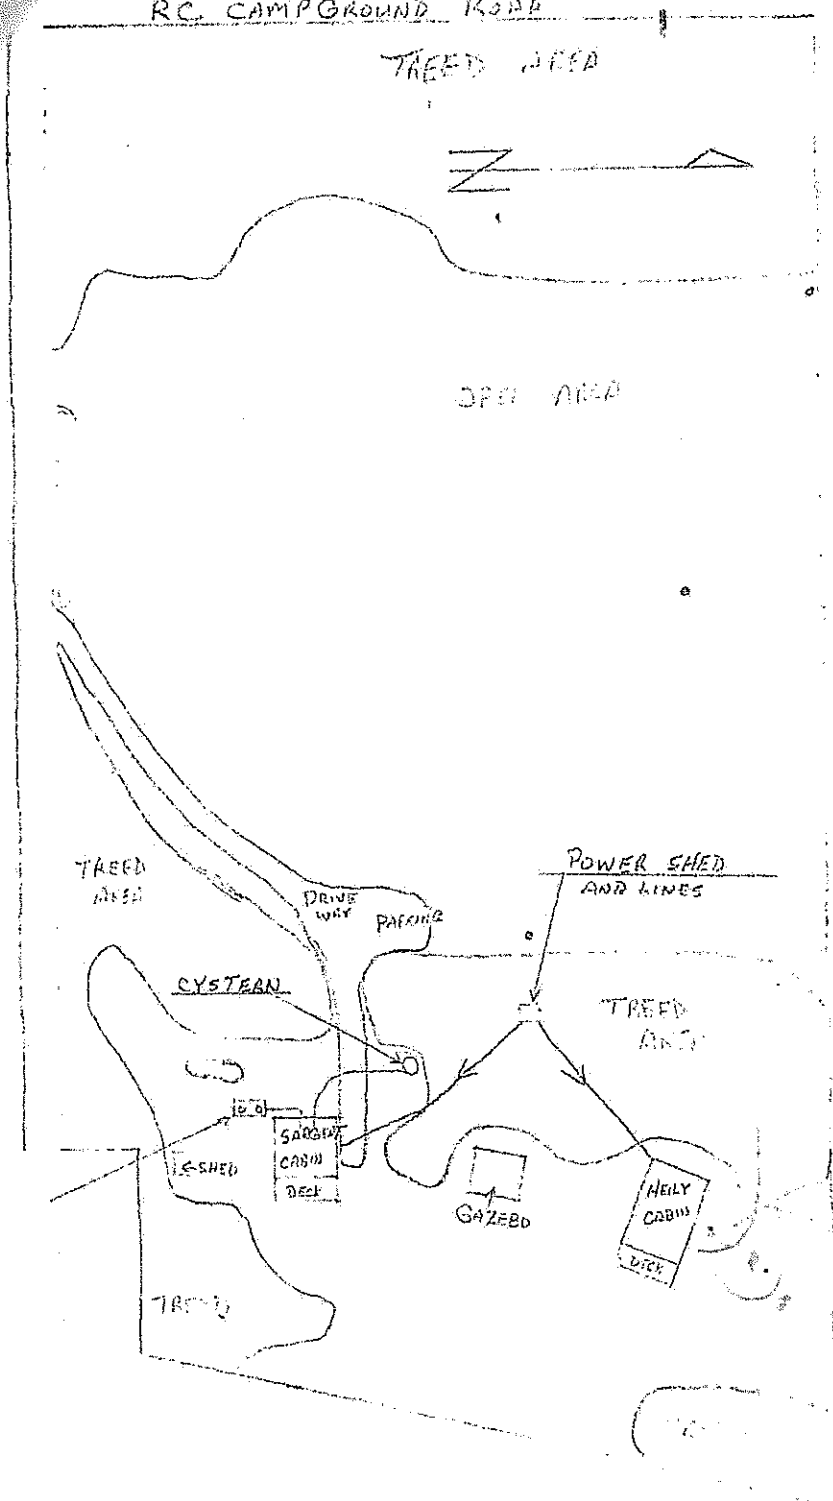 RC CAMPGROUND ROAD
TREED AREA
N
OPEN AREA
TREED
AREA
POWER SHED
AND LINES
DRIVE
WAY
PARKING
CYSTERN
TREED
SARGENT
CABIN
DECK
SHED
GAZEBO
HEILY
CABIN
DECK
TREED